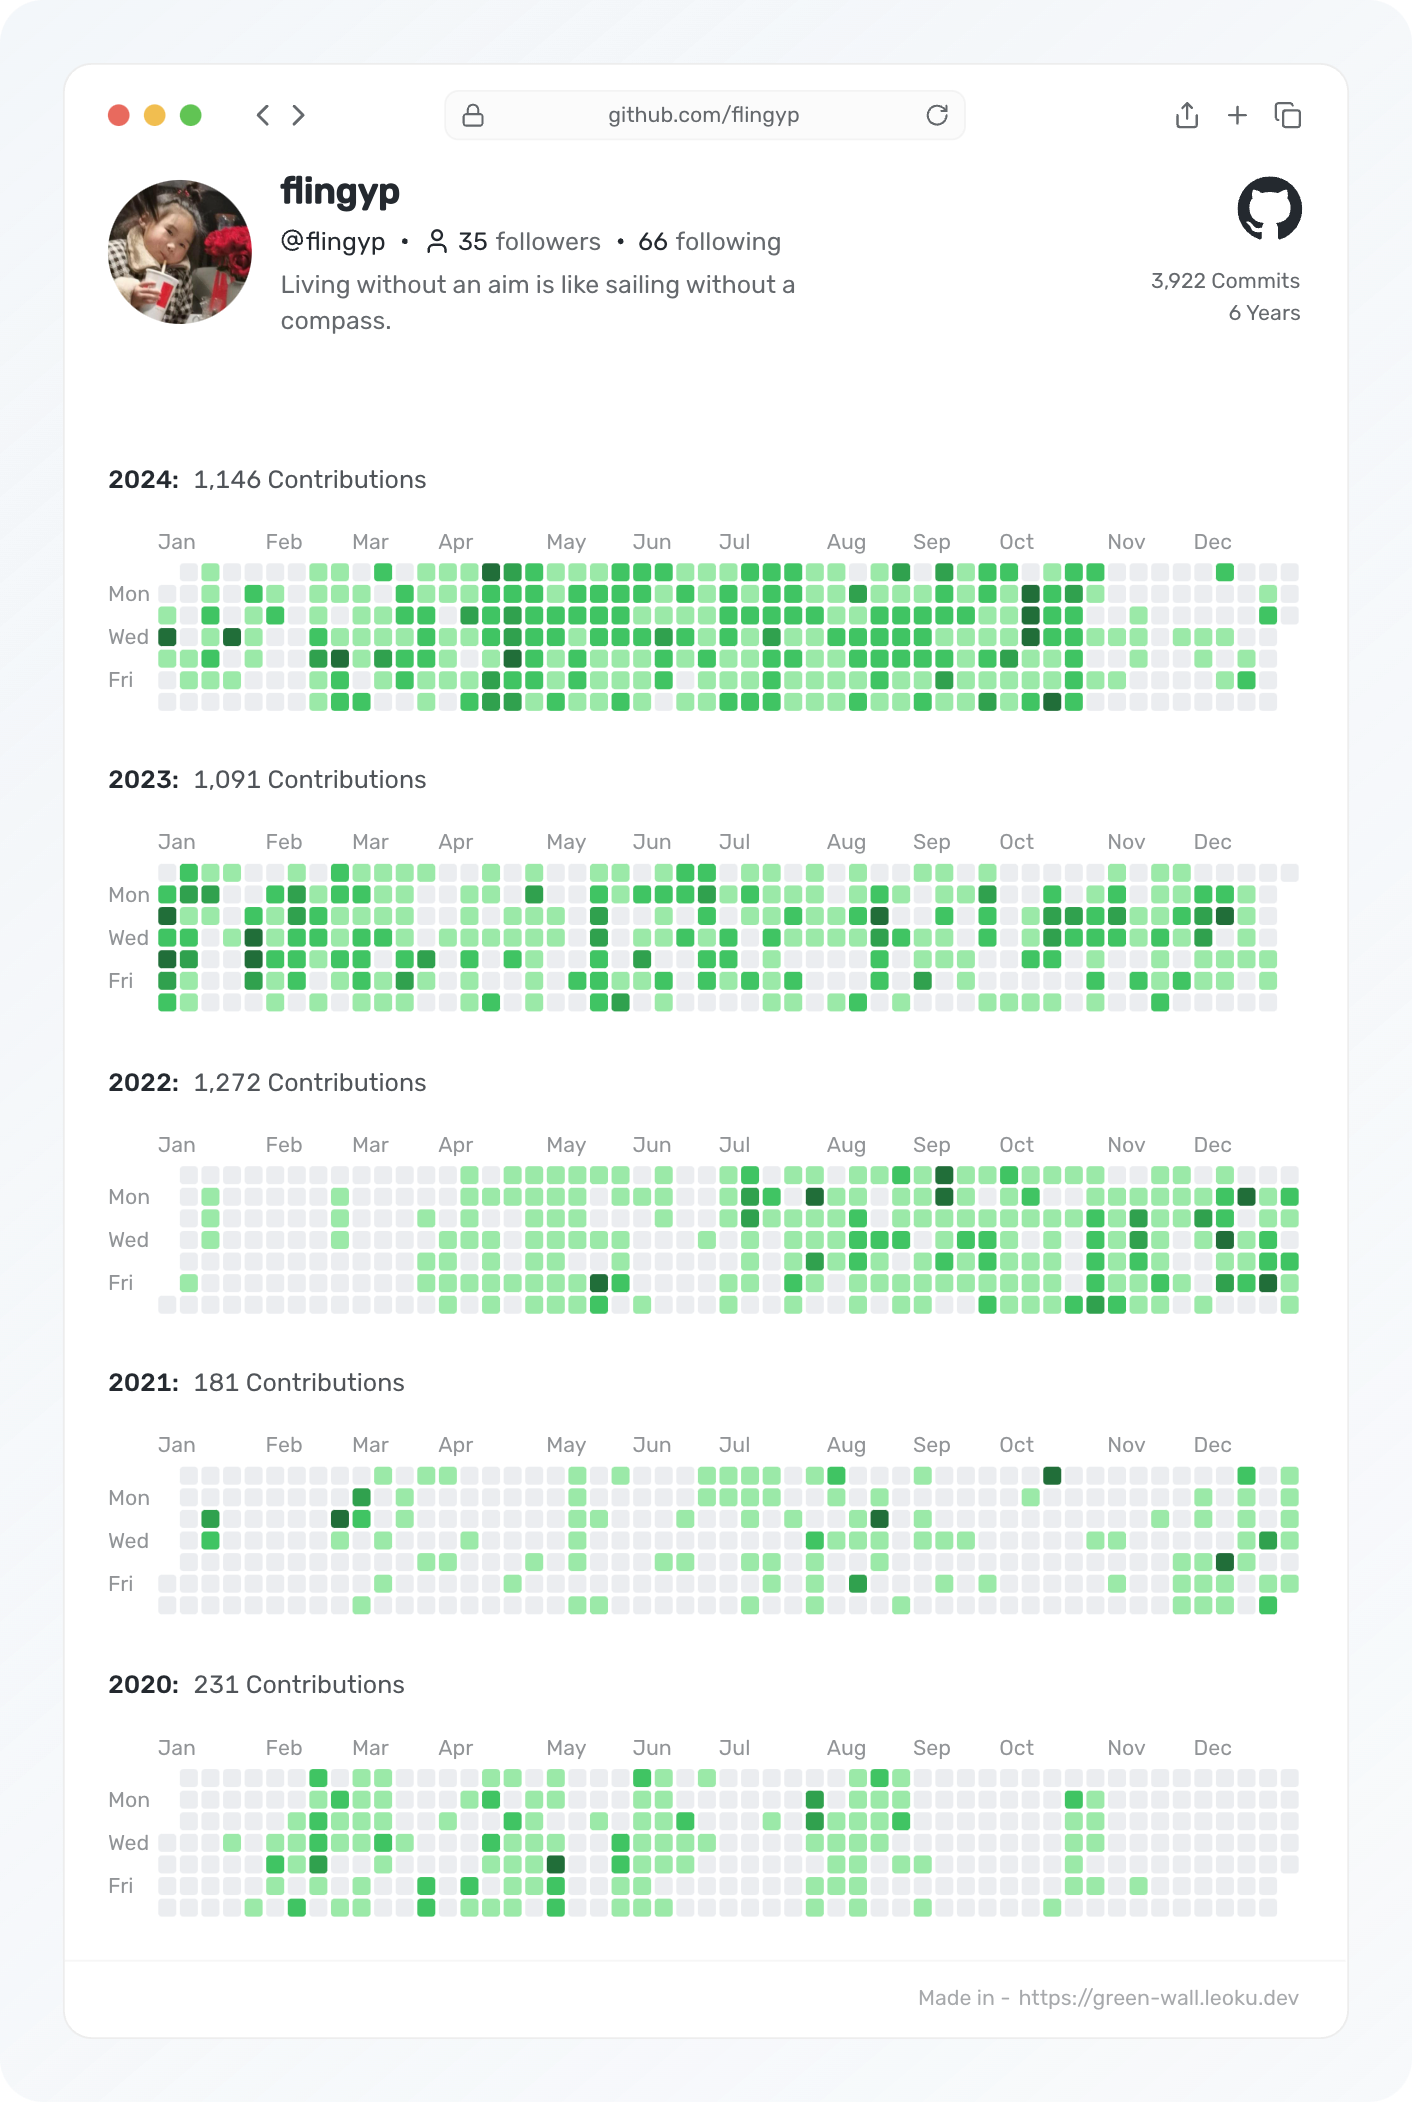 github.com/flingyp
flingyp
@flingyp • 35 followers • 66 following
Living without an aim is like sailing without a
compass.
3,922 Commits
6 Years
2024: 1,146 Contributions
Jan Feb Mar Apr May Jun Jul Aug Sep Oct Nov Dec
Mon
Wed
Fri
2023: 1,091 Contributions
Jan Feb Mar Apr May Jun Jul Aug Sep Oct Nov Dec
Mon
Wed
Fri
2022: 1,272 Contributions
Jan Feb Mar Apr May Jun Jul Aug Sep Oct Nov Dec
Mon
Wed
Fri
2021: 181 Contributions
Jan Feb Mar Apr May Jun Jul Aug Sep Oct Nov Dec
Mon
Wed
Fri
2020: 231 Contributions
Jan Feb Mar Apr May Jun Jul Aug Sep Oct Nov Dec
Mon
Wed
Fri
Made in - https://green-wall.leoku.dev